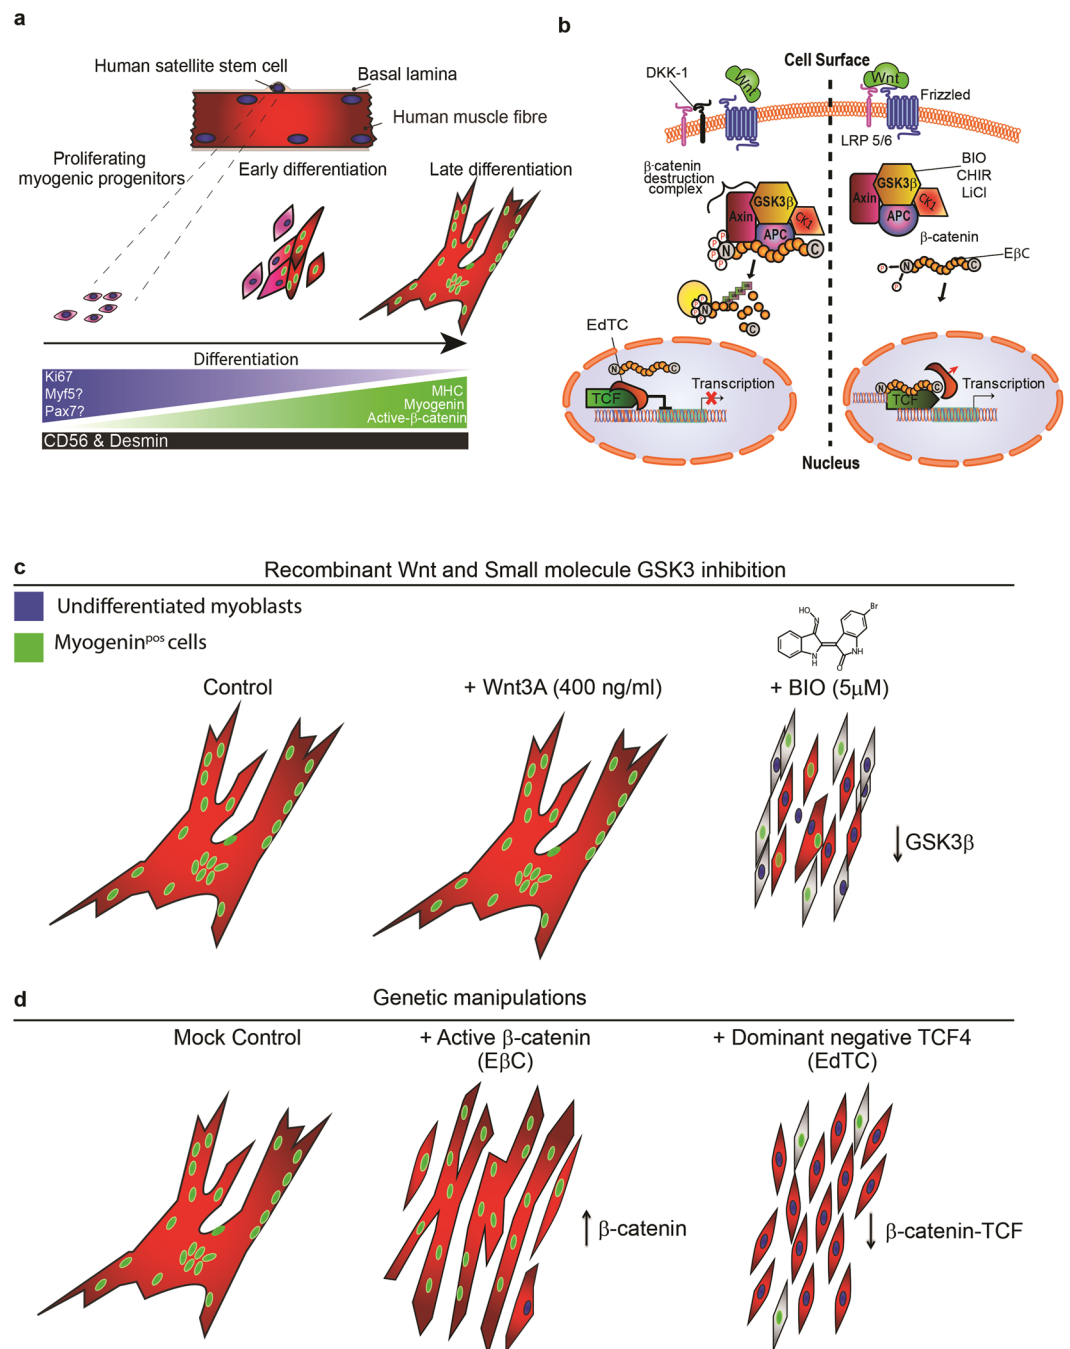 a
Human satellite stem cell
Basal lamina
Human muscle fibre
Proliferating
myogenic progenitors
Early differentiation
Late differentiation
Differentiation
Ki67
Myf5?
Pax7?
MHC
Myogenin
Active-β-catenin
CD56 & Desmin
b
Cell Surface
DKK-1
Wnt
Wnt
Frizzled
LRP 5/6
β-catenin
destruction
complex
GSK3β
Axin
APC
CK1
P
P
P
N
C
GSK3β
Axin
APC
CK1
BIO
CHIR
LiCl
β-catenin
EβC
P
N
C
P
P
P
N
P
C
EdTC
N
C
TCF
Transcription
N
C
TCF
Transcription
Nucleus
c
Recombinant Wnt and Small molecule GSK3 inhibition
Undifferentiated myoblasts
Myogeninpos cells
HO
N
Br
N
H
NH
O
Control
+ Wnt3A (400 ng/ml)
+ BIO (5μM)
GSK3β
d
Genetic manipulations
Mock Control
+ Active β-catenin
(EβC)
+ Dominant negative TCF4
(EdTC)
β-catenin
β-catenin-TCF